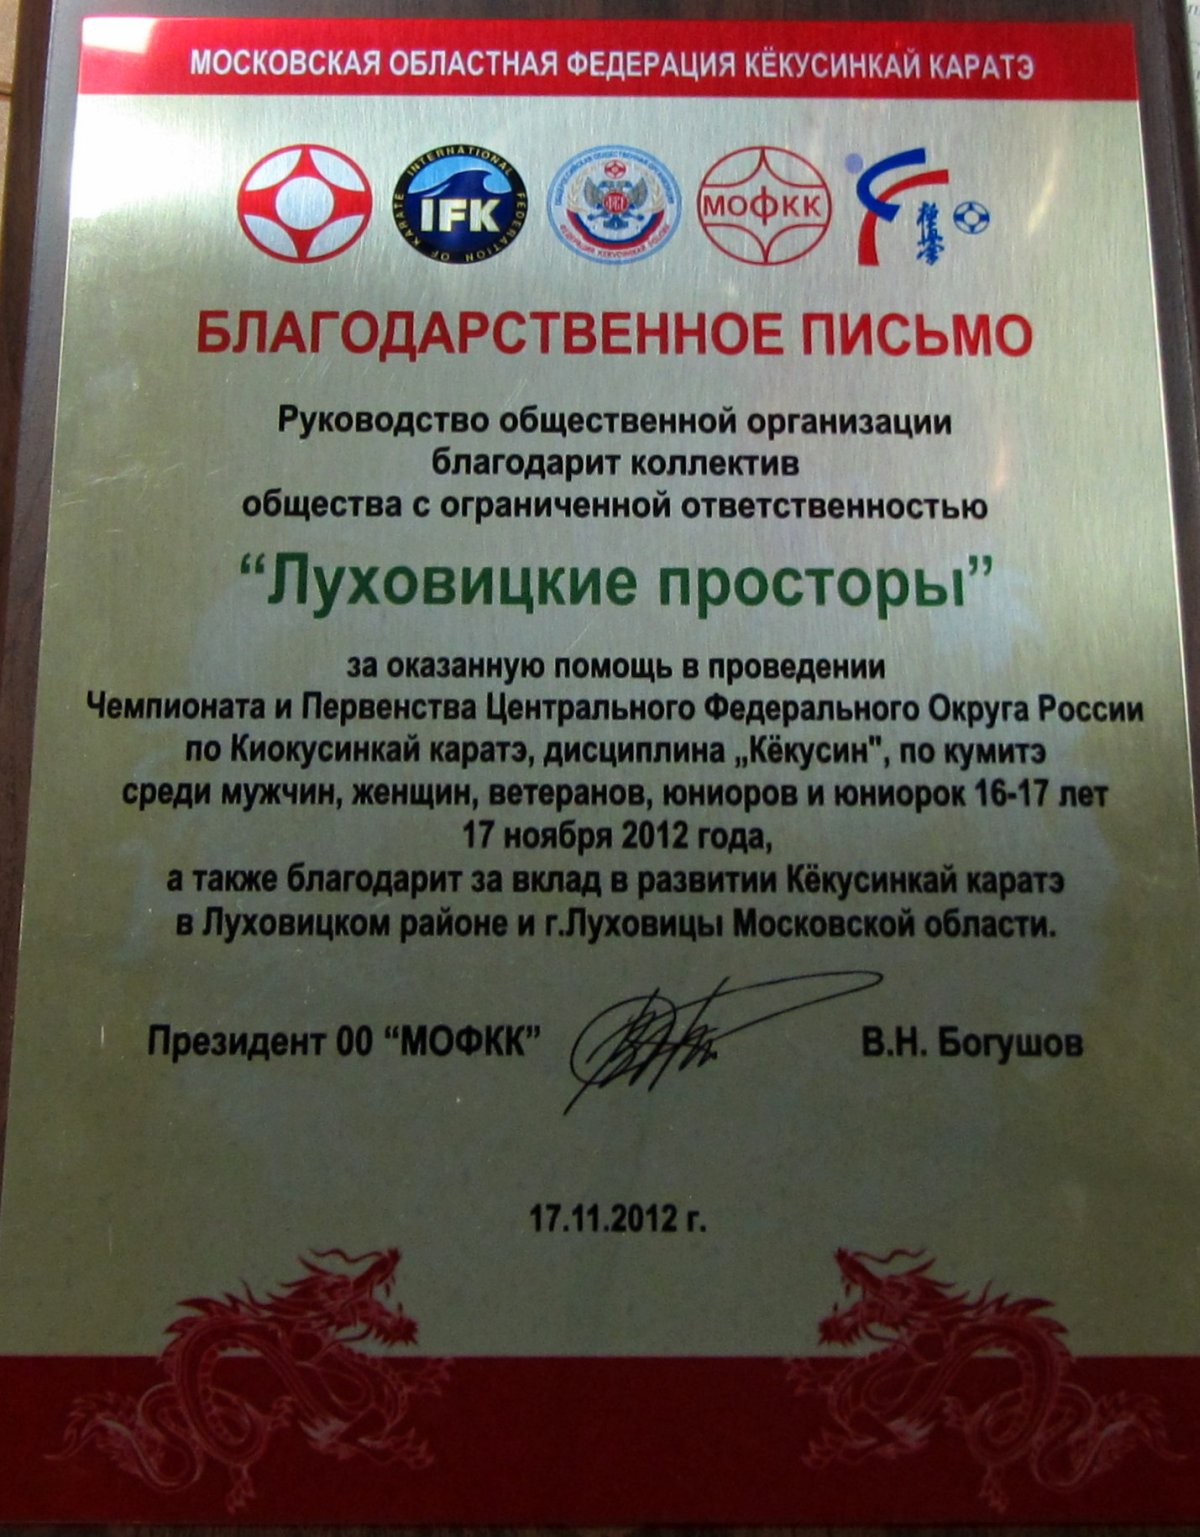 МОСКОВСКАЯ ОБЛАСТНАЯ ФЕДЕРАЦИЯ КЁКУСИНКАЙ КАРАТЭ
INTERNATIONAL FEDERATION OF KARATE
IFK
МОФКК
極真拳
БЛАГОДАРСТВЕННОЕ ПИСЬМО
Руководство общественной организации
благодарит коллектив
общества с ограниченной ответственностью
“Луховицкие просторы”
за оказанную помощь в проведении
Чемпионата и Первенства Центрального Федерального Округа России
по Киокусинкай каратэ, дисциплина „Кёкусин", по кумитэ
среди мужчин, женщин, ветеранов, юниоров и юниорок 16-17 лет
17 ноября 2012 года,
а также благодарит за вклад в развитии Кёкусинкай каратэ
в Луховицком районе и г.Луховицы Московской области.
Президент 00 “МОФКК”
В.Н. Богушов
17.11.2012 г.